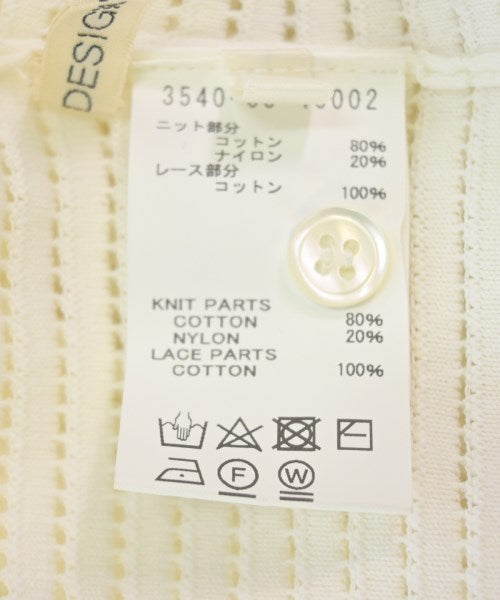 DESIG
3540
002
ニット部分
コットン 80%
ナイロン 20%
レース部分
コットン 100%
KNIT PARTS
COTTON 80%
NYLON 20%
LACE PARTS
COTTON 100%
F W